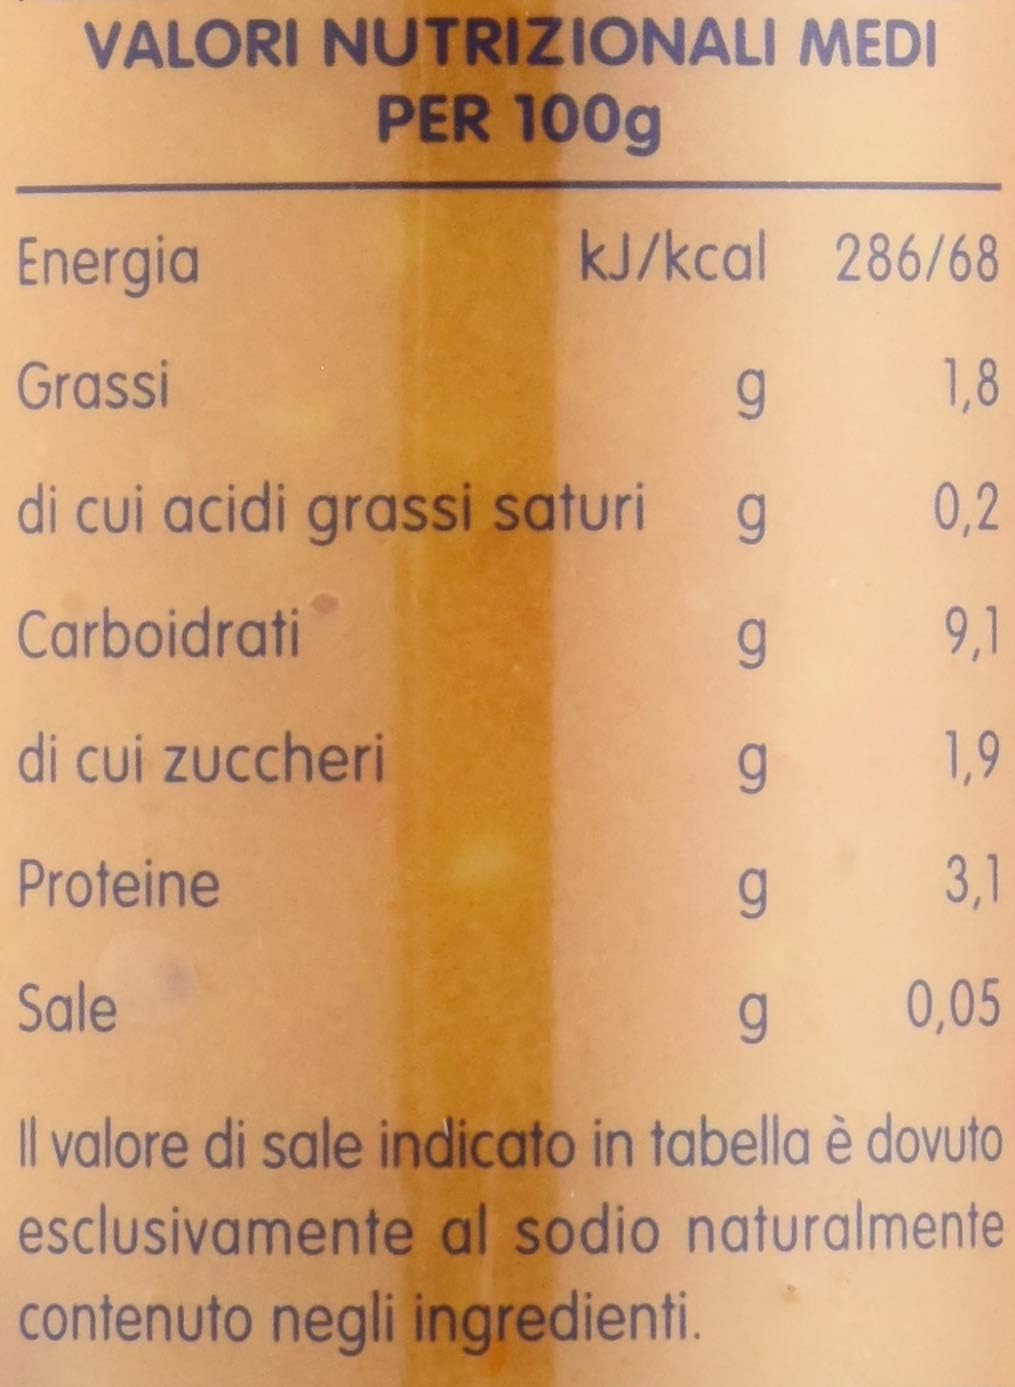 VALORI NUTRIZIONALI MEDI
PER 100g
Energia kJ/kcal 286/68
Grassi g 1,8
di cui acidi grassi saturi g 0,2
Carboidrati g 9,1
di cui zuccheri g 1,9
Proteine g 3,1
Sale g 0,05
Il valore di sale indicato in tabella è dovuto
esclusivamente al sodio naturalmente
contenuto negli ingredienti.